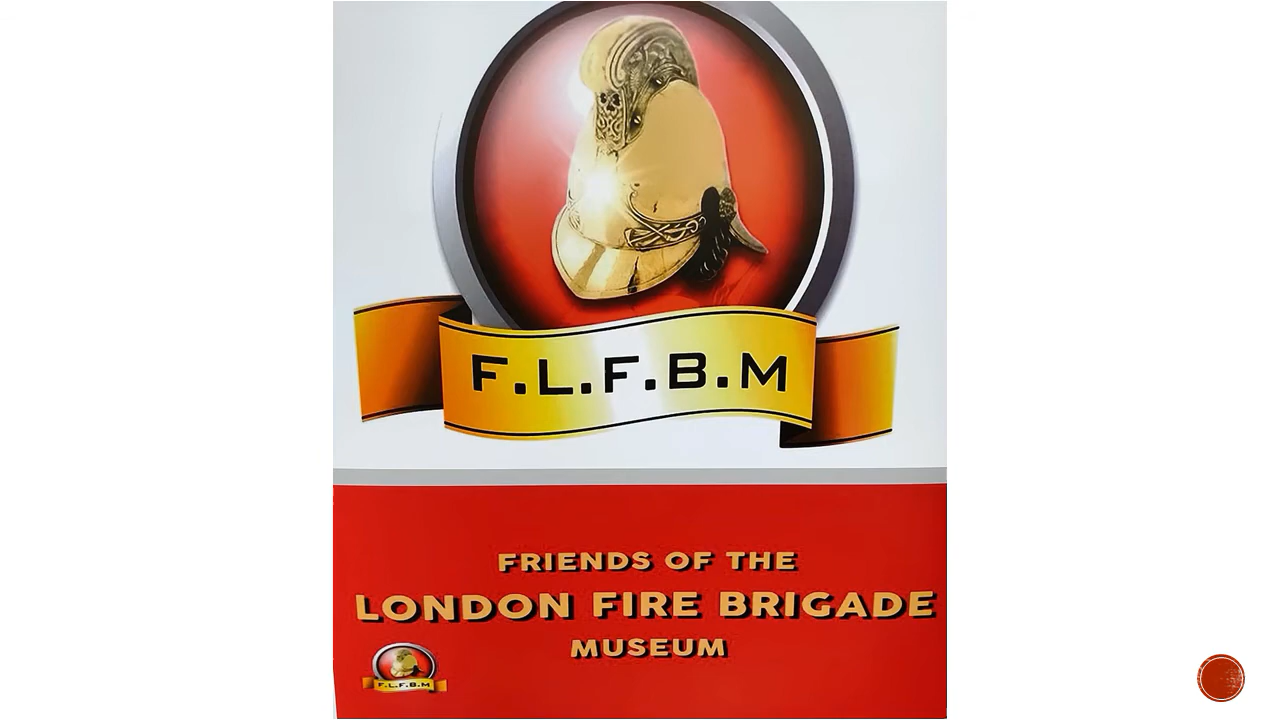 F.L.F.B.M
FRIENDS OF THE
LONDON FIRE BRIGADE
MUSEUM
F.L.F.B.M